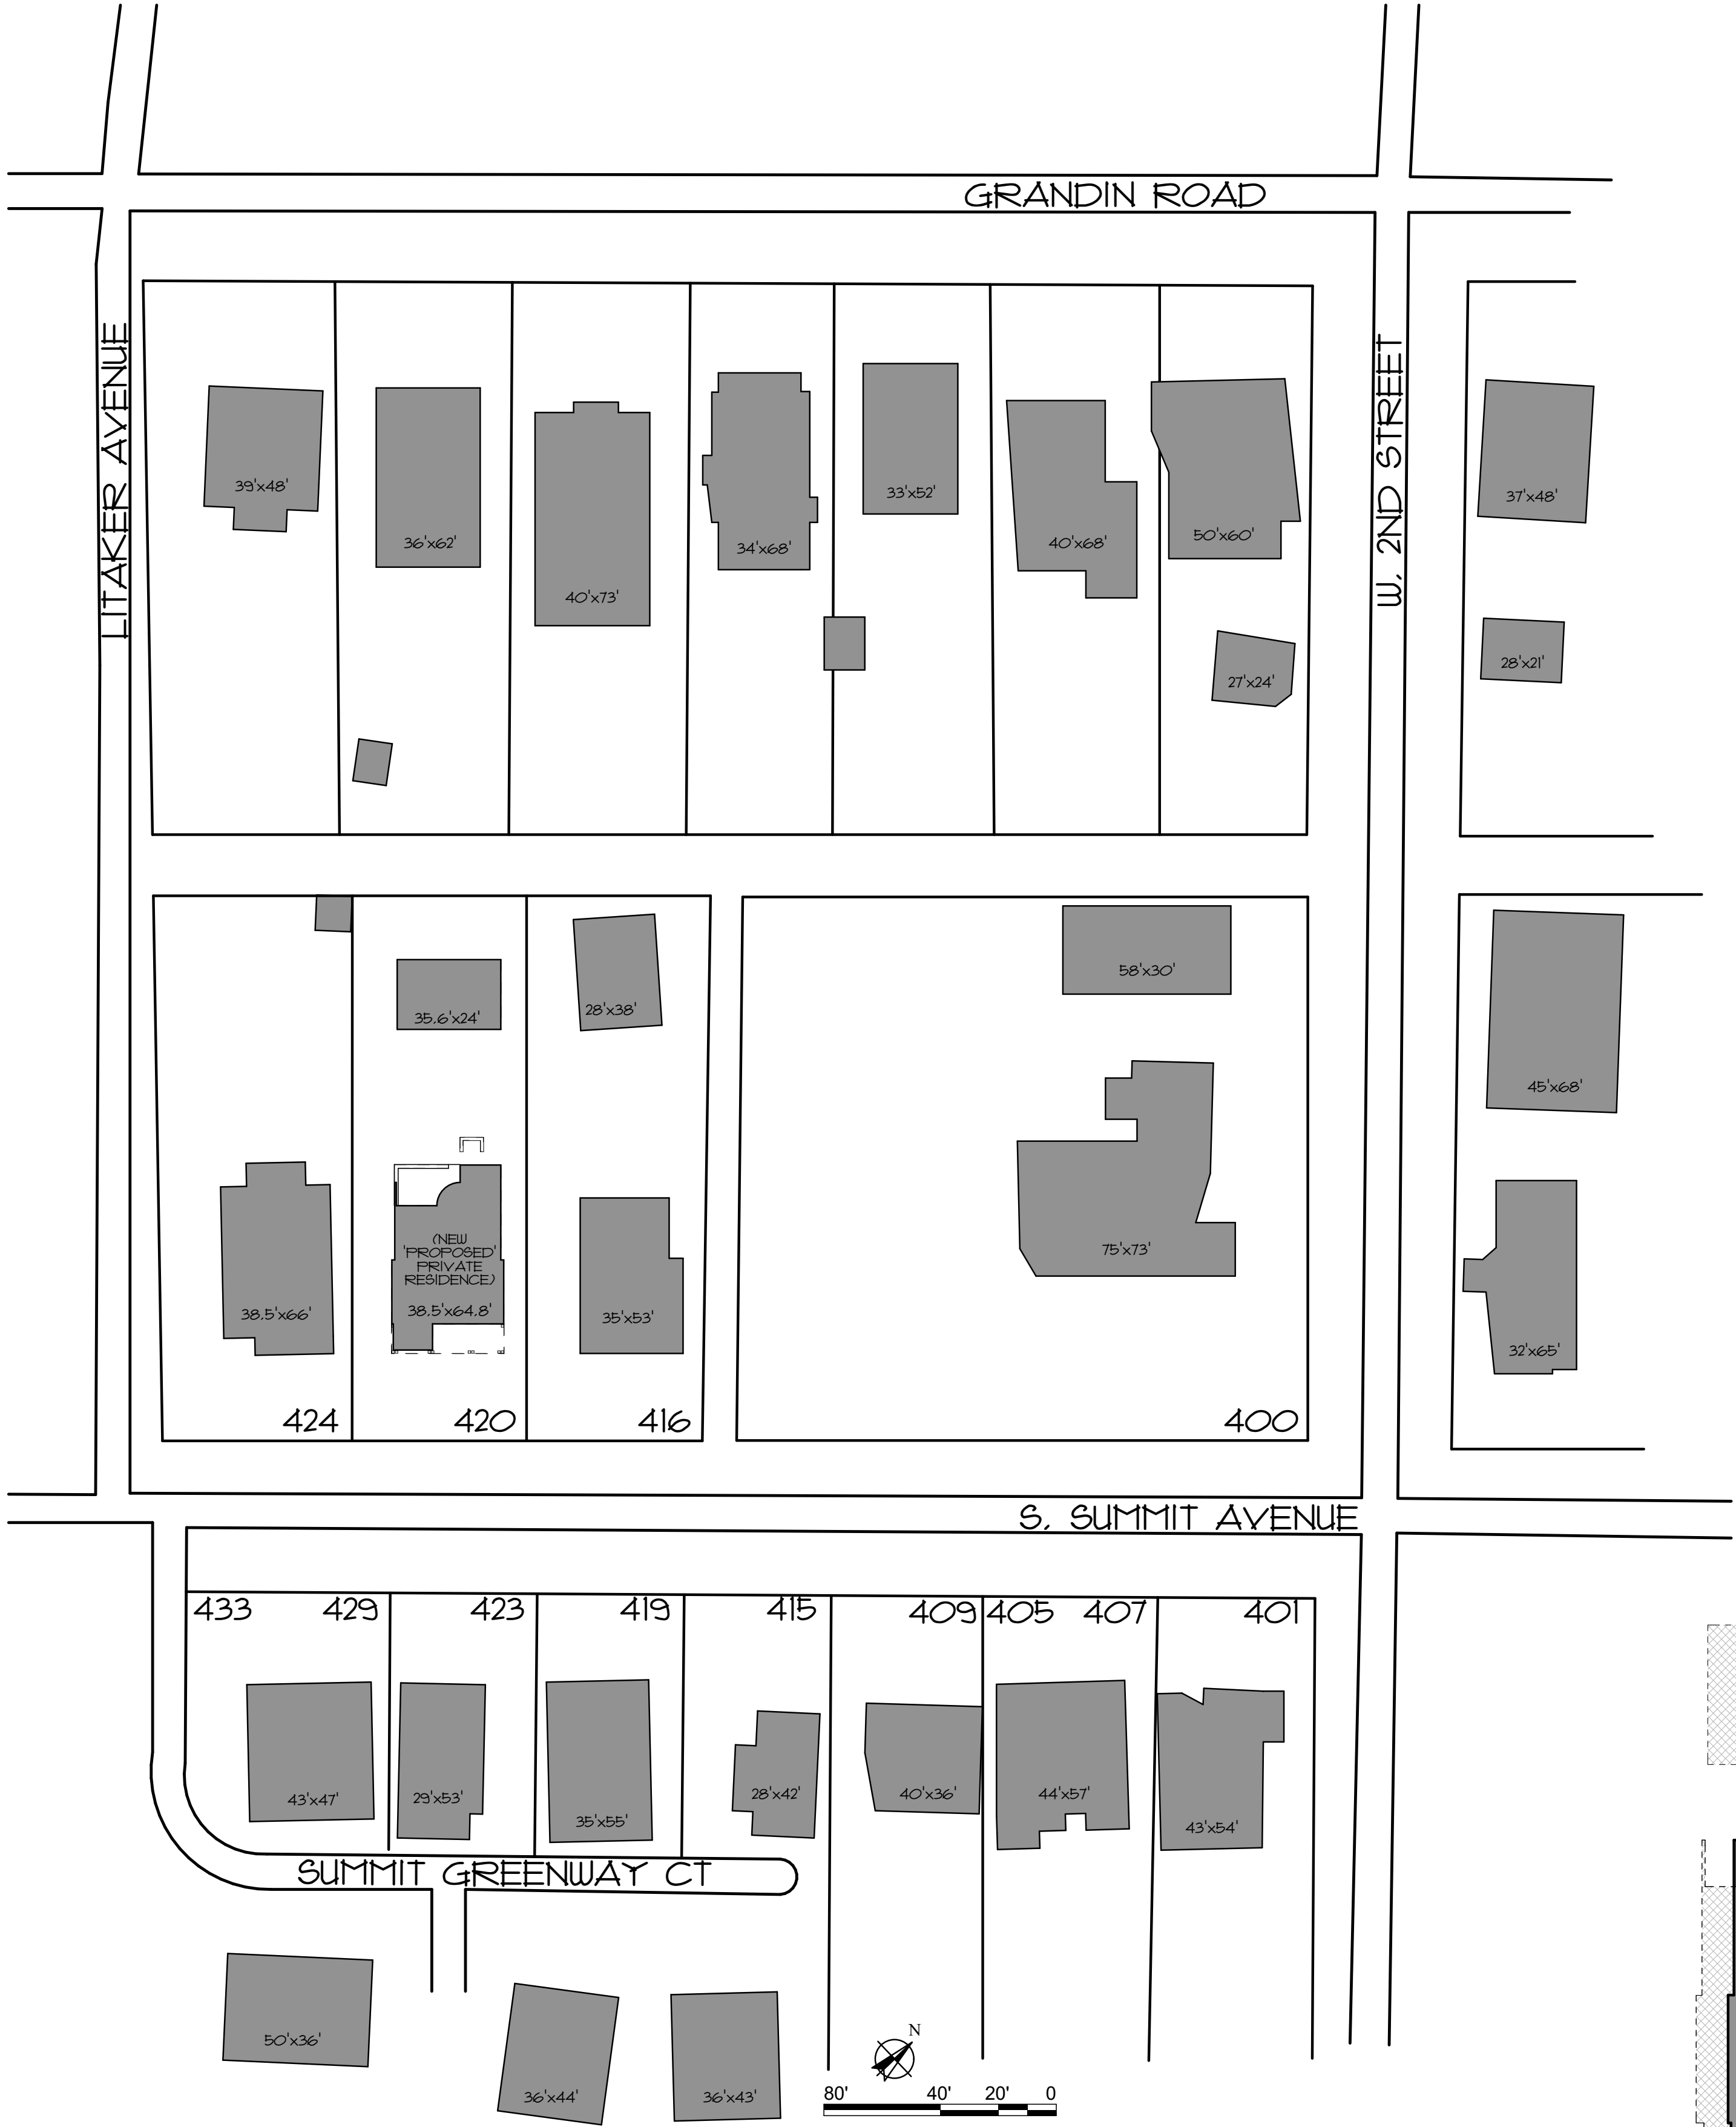 GRANDIN ROAD
LITAKER AVENUE
W. 2ND STREET
39'x48'
36'x62'
40'x73'
34'x68'
33'x52'
40'x68'
50'x60'
37'x48'
27'x24'
28'x21'
35.6'x24'
28'x38'
58'x30'
45'x68'
38.5'x66'
(NEW
'PROPOSED'
PRIVATE
RESIDENCE)
38.5'x64.8'
35'x53'
75'x73'
32'x65'
424
420
416
400
S. SUMMIT AVENUE
433
429
423
419
415
409
405
407
401
43'x47'
29'x53'
35'x55'
28'x42'
40'x36'
44'x57'
43'x54'
SUMMIT GREENWAY CT
50'x36'
36'x44'
36'x43'
N
80' 40' 20' 0